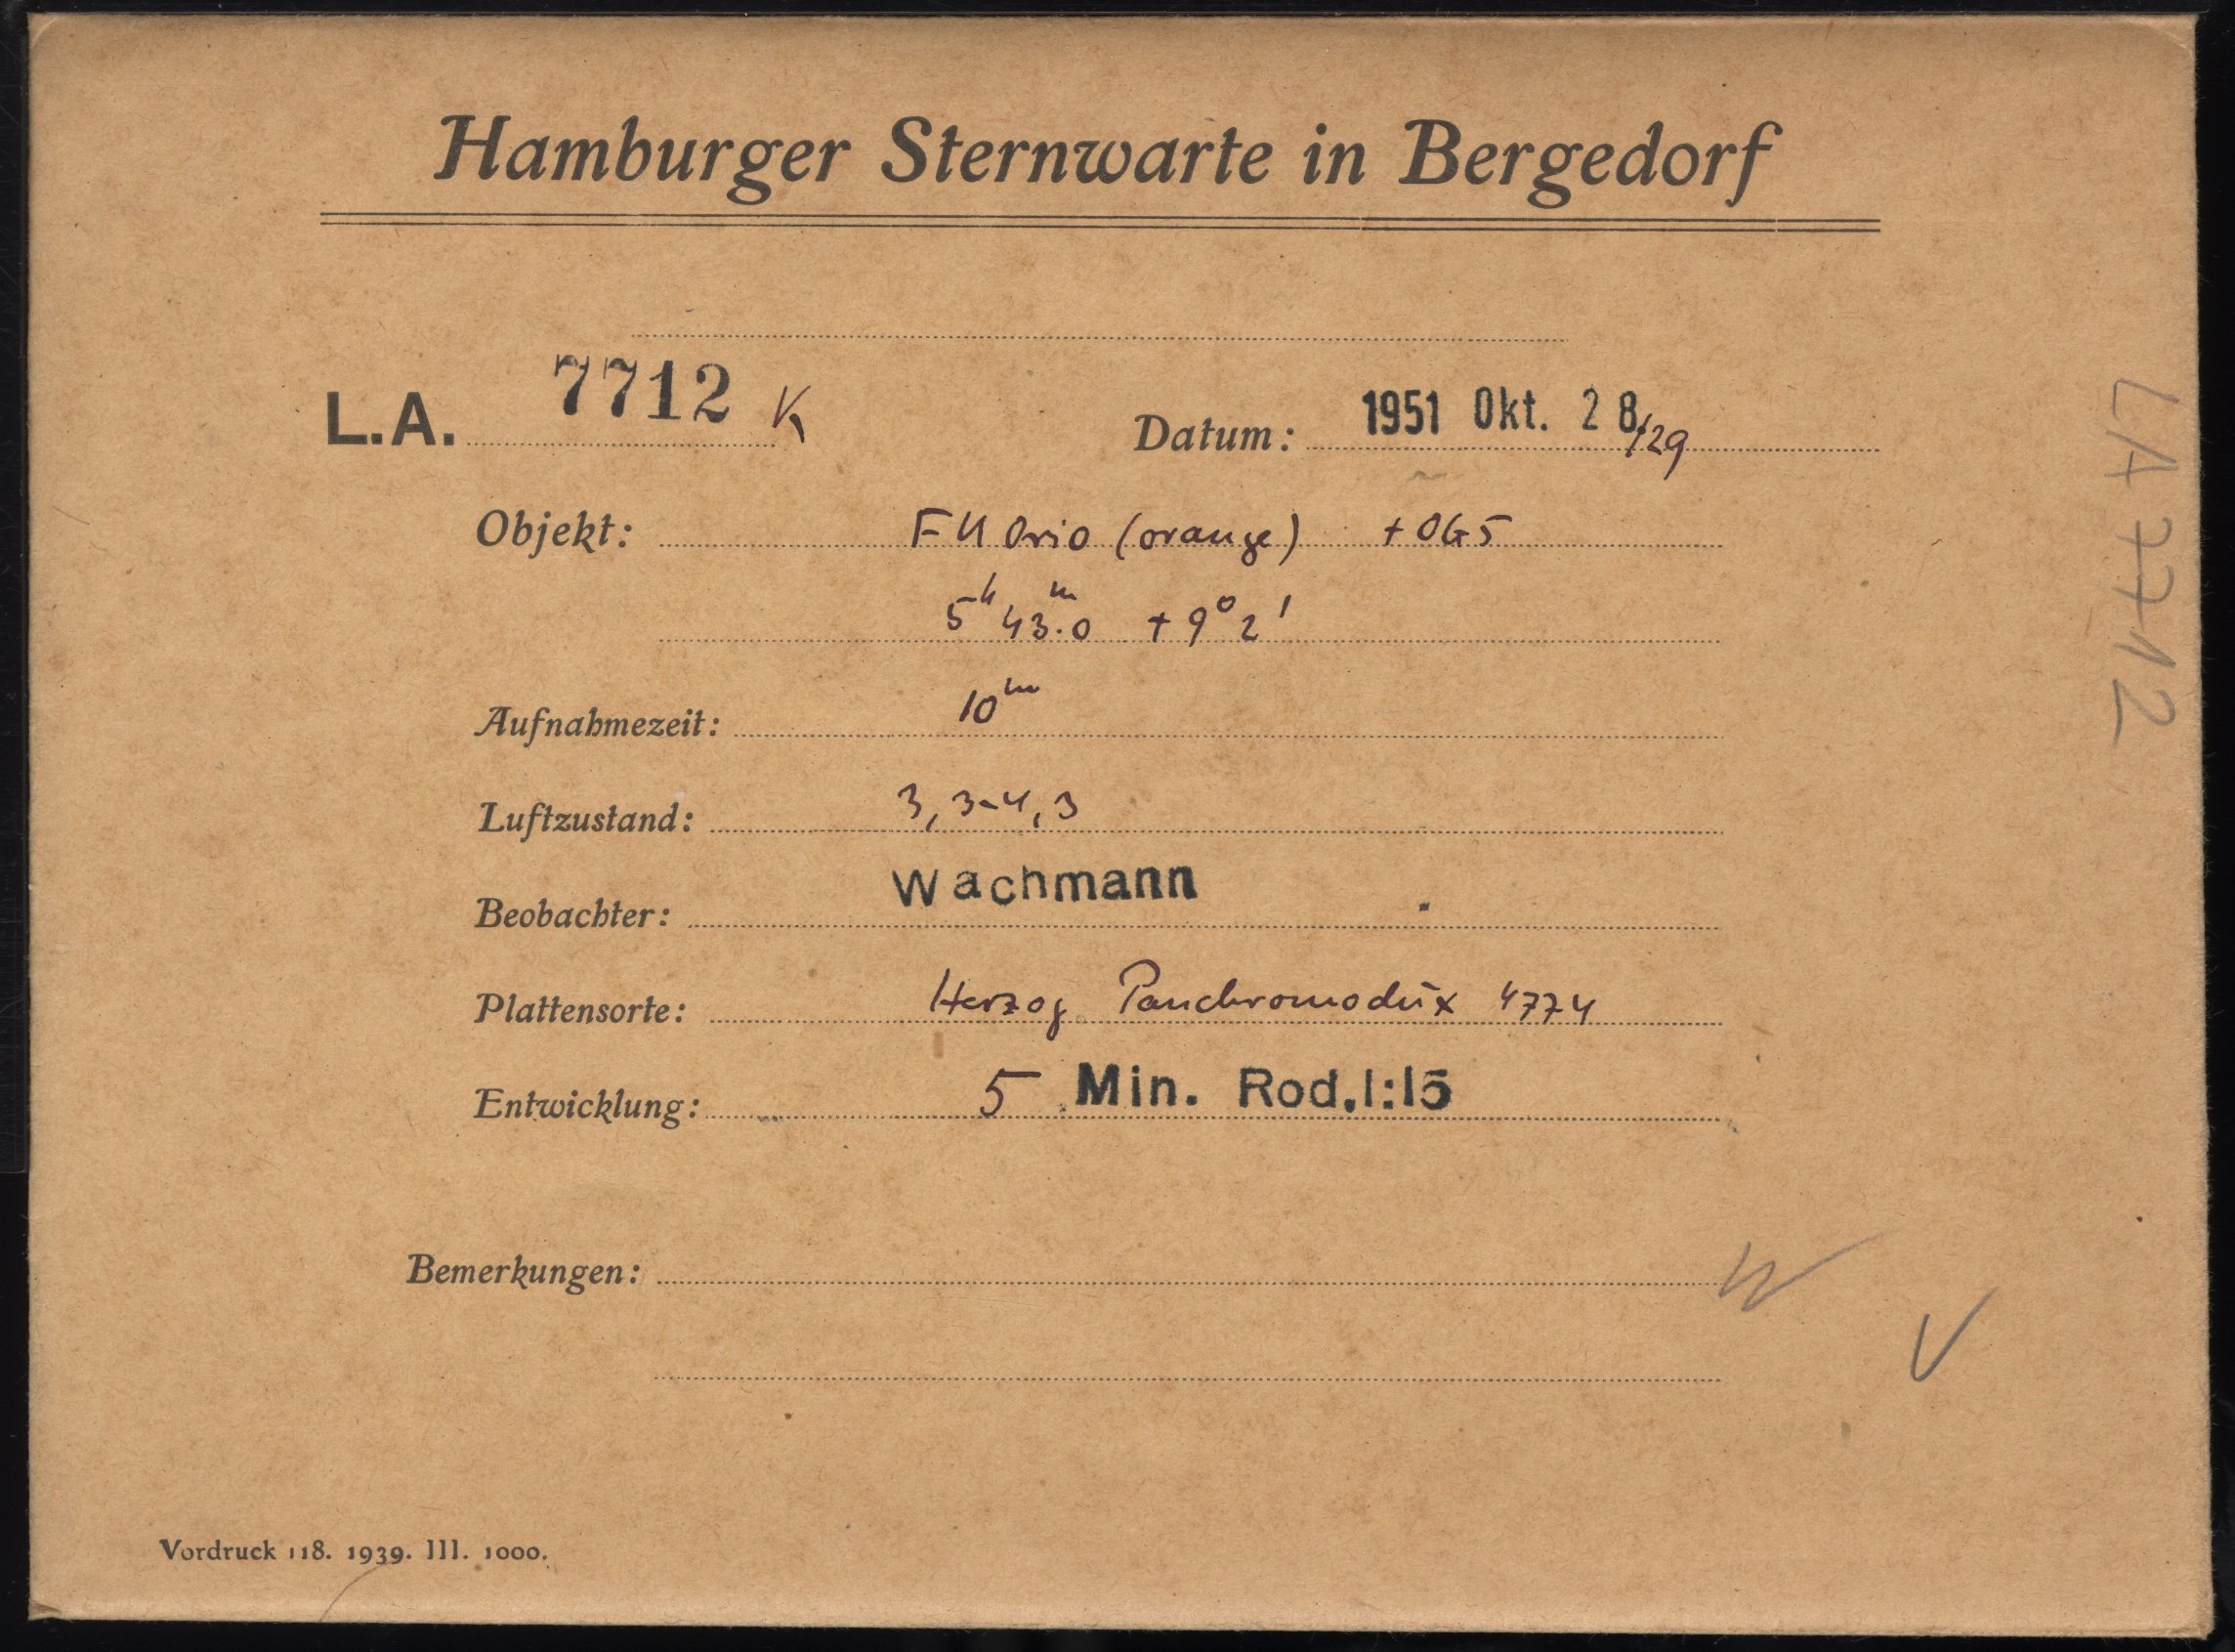 Hamburger Sternwarte in Bergedorf
L.A. 7712 K
Datum: 1951 Okt. 28/29
Objekt: FU Orio (orange) + OG5
5h 43m.0 + 9° 2'
Aufnahmezeit: 10m
Luftzustand: 3, 3-4, 3
Beobachter: Wachmann
Plattensorte: Herzog Panchromodux 4774
Entwicklung: 5 Min. Rod.1:15
Bemerkungen:
W
V
Vordruck 118. 1939. III. 1000.
LA 7712